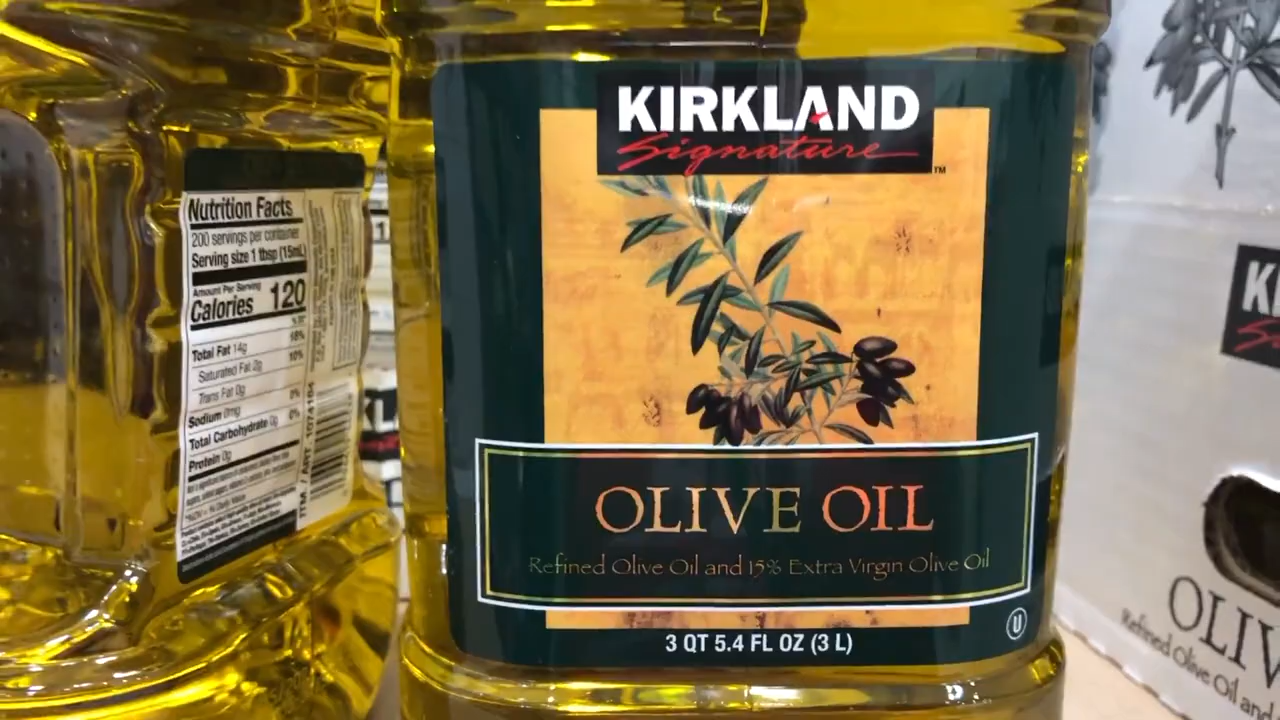 KIRKLAND
Signature
TM
OLIVE OIL
Refined Olive Oil and 15% Extra Virgin Olive Oil
3 QT 5.4 FL OZ (3 L)
U
Nutrition Facts
200 servings per container
Serving size 1 tbsp (15mL)
Amount Per Serving
Calories 120
Total Fat 14g 18%
Saturated Fat 2g 10%
Trans Fat 0g
Sodium 0mg 0%
Total Carbohydrate 0g 0%
Protein 0g
ITM. / ART. 1074184
OLIV
Refined Olive Oil and